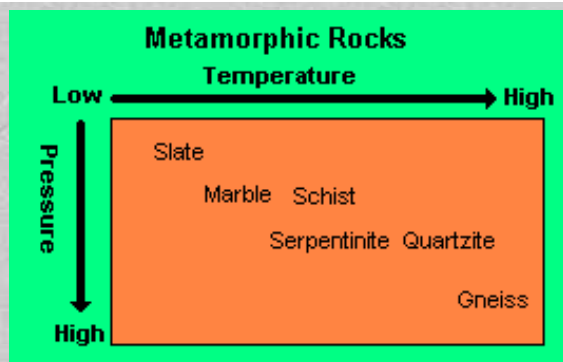 Metamorphic Rocks
Temperature
Low High
Pressure
Slate
Marble Schist
Serpentinite Quartzite
Gneiss
High